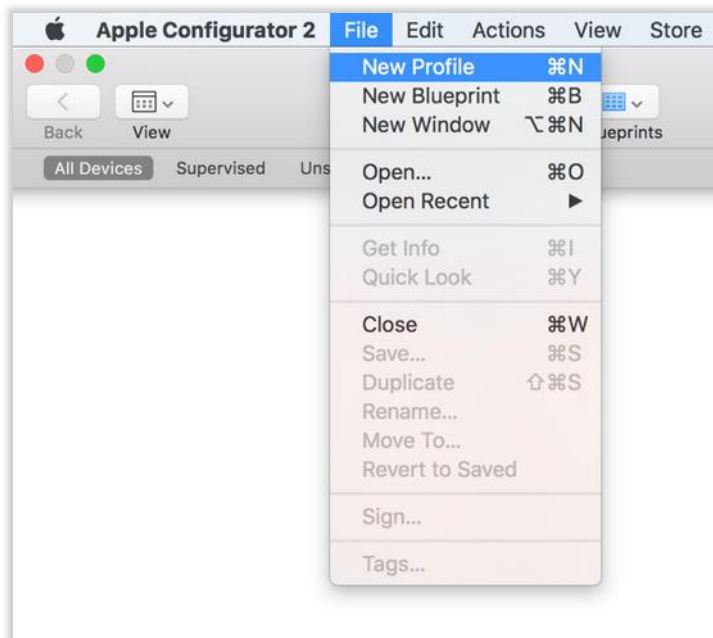 Apple Configurator 2 File Edit Actions View Store
New Profile ⌘N
New Blueprint ⌘B
New Window ⌥⌘N
Back View ueprints
All Devices Supervised Uns
Open... ⌘O
Open Recent ▶
Get Info ⌘I
Quick Look ⌘Y
Close ⌘W
Save... ⌘S
Duplicate ⇧⌘S
Rename...
Move To...
Revert to Saved
Sign...
Tags...